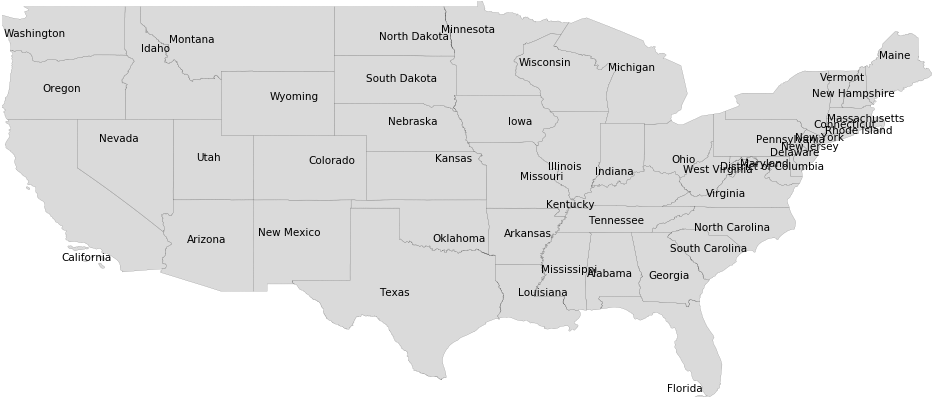 Washington
Minnesota
North Dakota
Montana
Idaho
Maine
Wisconsin
Michigan
South Dakota
Vermont
Oregon
Wyoming
New Hampshire
Nebraska
Iowa
Massachusetts
Connecticut
Rhode Island
Nevada
New York
Pennsylvania
New Jersey
Delaware
Utah
Colorado
Kansas
Ohio
Maryland
District of Columbia
Illinois
West Virginia
Indiana
Missouri
Virginia
Kentucky
Tennessee
North Carolina
New Mexico
Arkansas
Arizona
Oklahoma
South Carolina
California
Mississippi
Alabama
Georgia
Texas
Louisiana
Florida